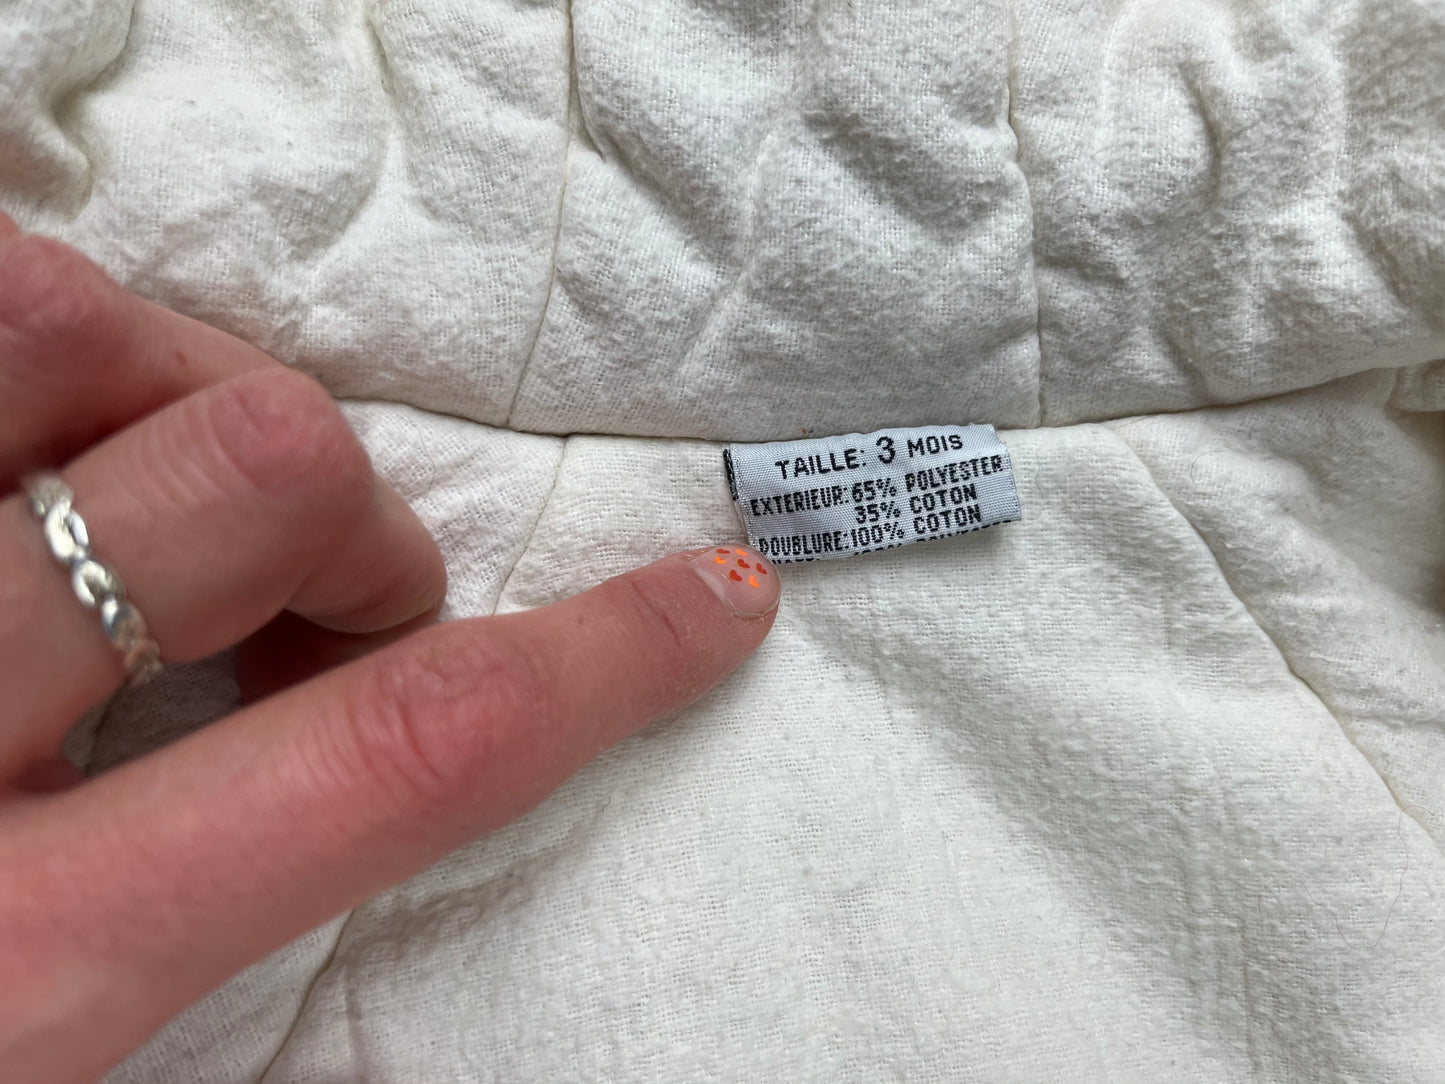 TAILLE: 3 MOIS
EXTERIEUR: 65% POLYESTER
35% COTON
DOUBLURE: 100% COTON